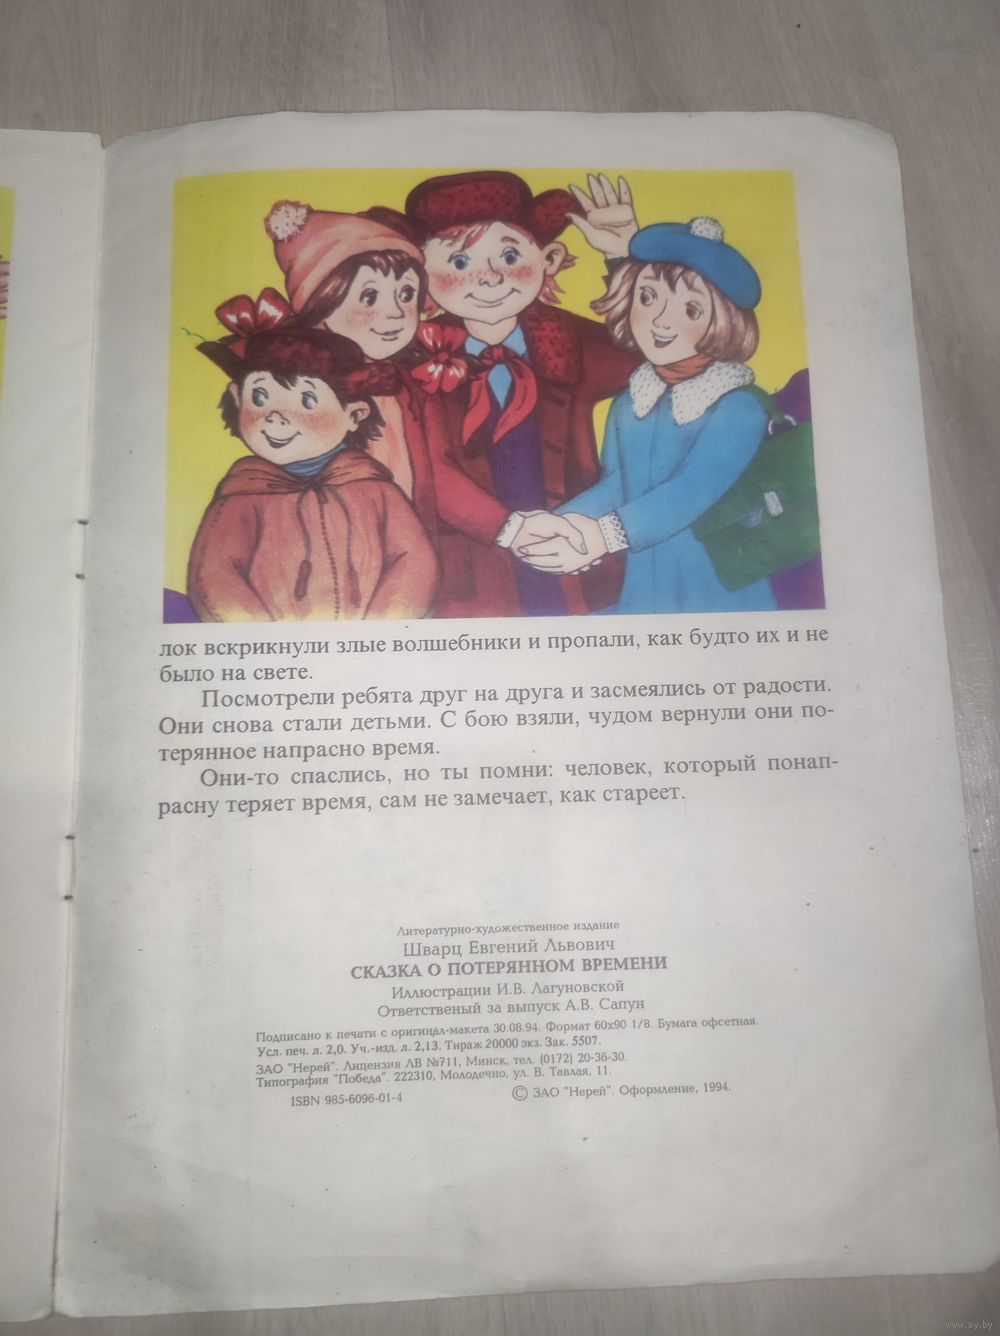 лок вскрикнули злые волшебники и пропали, как будто их и не
было на свете.
Посмотрели ребята друг на друга и засмеялись от радости.
Они снова стали детьми. С бою взяли, чудом вернули они по-
терянное напрасно время.
Они-то спаслись, но ты помни: человек, который понап-
расну теряет время, сам не замечает, как стареет.
Литературно-художественное издание
Шварц Евгений Львович
СКАЗКА О ПОТЕРЯННОМ ВРЕМЕНИ
Иллюстрации И.В. Лагуновской
Ответственый за выпуск А.В. Сапун
Подписано к печати с оригинал-макета 30.08.94. Формат 60х90 1/8. Бумага офсетная.
Усл. печ. л. 2,0. Уч.-изд. л. 2,13. Тираж 20000 экз. Зак. 5507.
ЗАО "Нерей". Лицензия ЛВ №711, Минск, тел. (0172) 20-36-30.
Типография "Победа". 222310, Молодечно, ул. В. Тавлая, 11.
ISBN 985-6096-01-4 © ЗАО "Нерей". Оформление, 1994.
www.ay.by